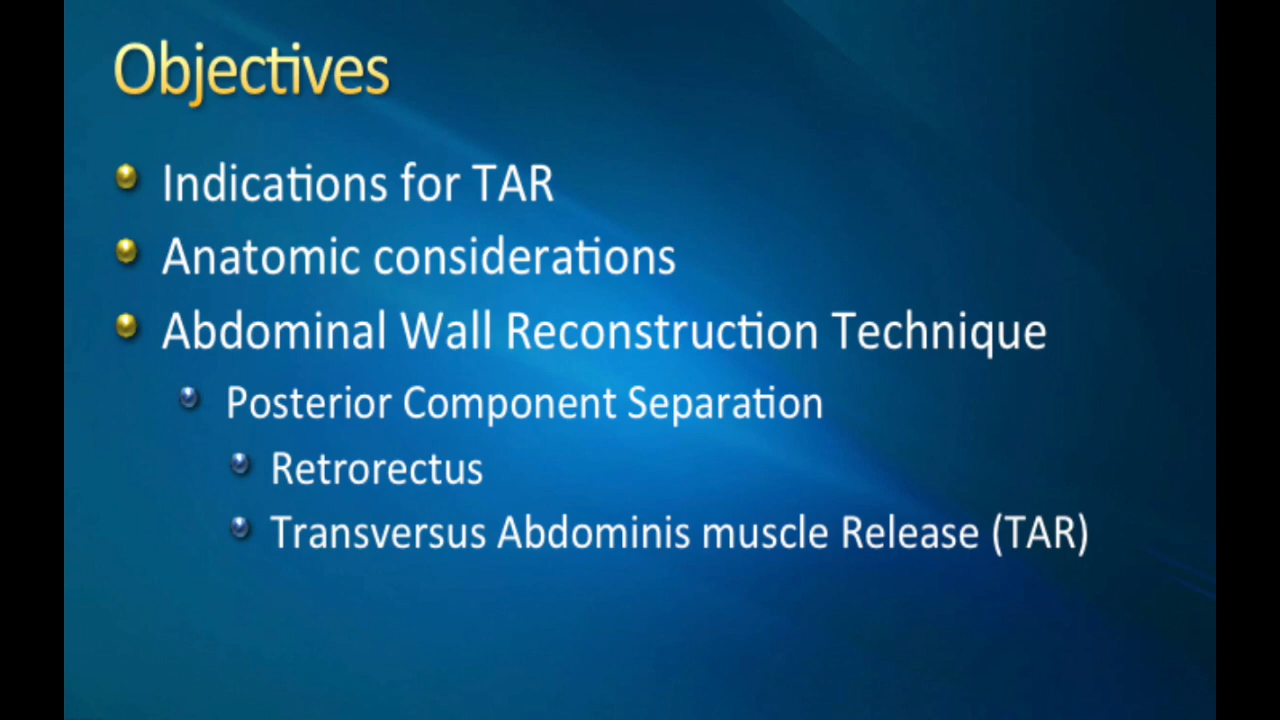 Objectives
Indications for TAR
Anatomic considerations
Abdominal Wall Reconstruction Technique
Posterior Component Separation
Retrorectus
Transversus Abdominis muscle Release (TAR)